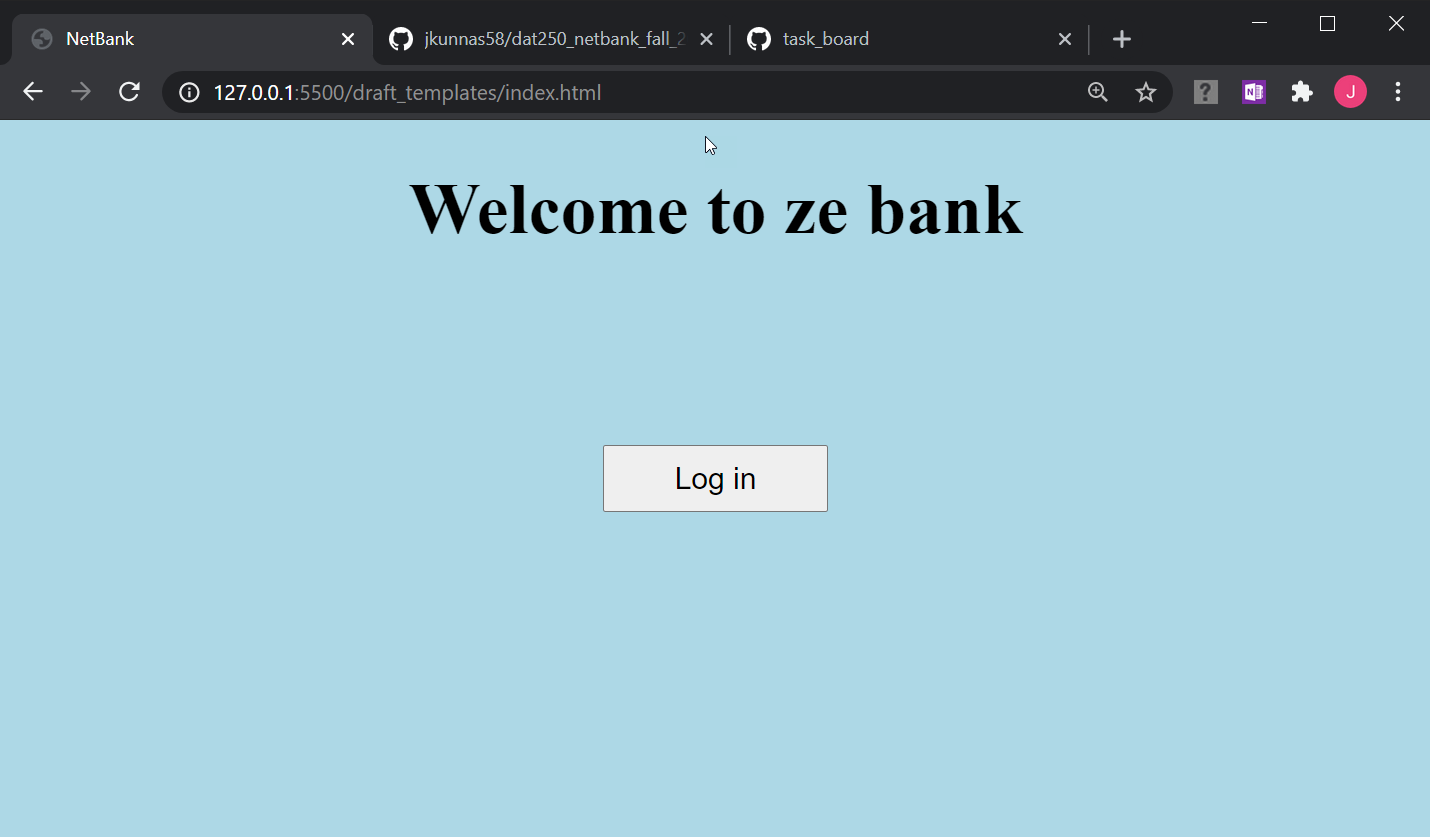 NetBank
jkunnas58/dat250_netbank_fall_2
task_board
127.0.0.1:5500/draft_templates/index.html
N
J
Welcome to ze bank
Log in